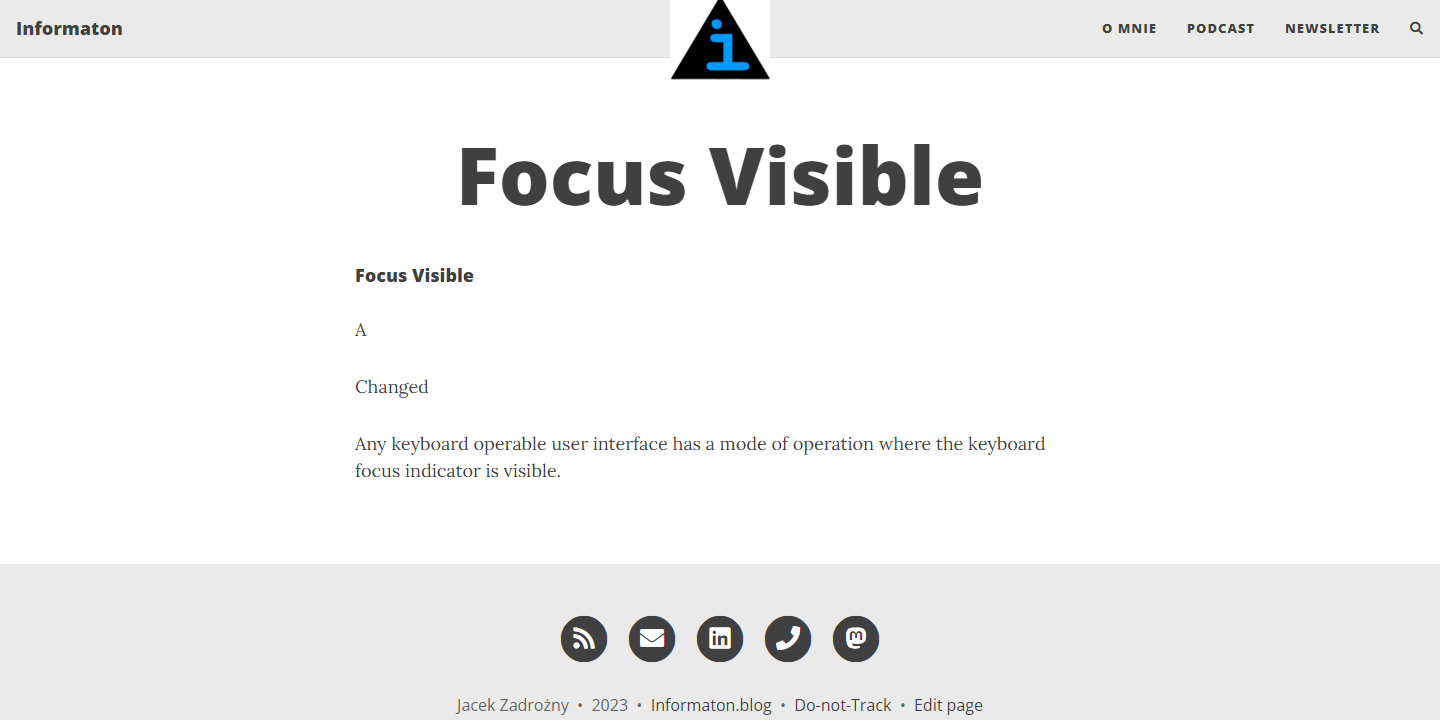 Informaton
i
O MNIE
PODCAST
NEWSLETTER
Focus Visible
Focus Visible
A
Changed
Any keyboard operable user interface has a mode of operation where the keyboard
focus indicator is visible.
in
Jacek Zadrożny • 2023 • Informaton.blog • Do-not-Track • Edit page